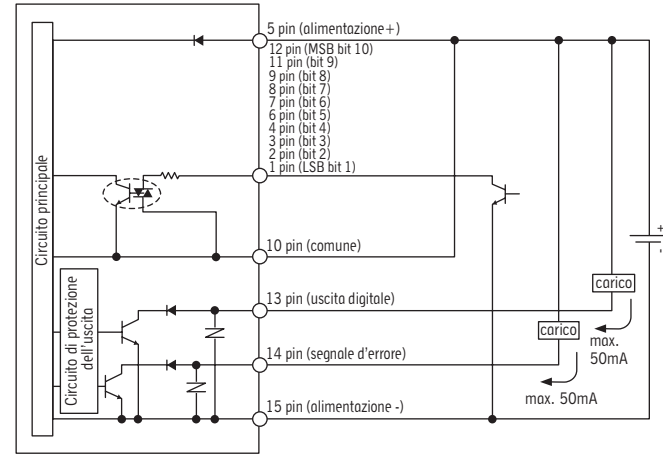 5 pin (alimentazione+)
12 pin (MSB bit 10)
11 pin (bit 9)
9 pin (bit 8)
8 pin (bit 7)
7 pin (bit 6)
6 pin (bit 5)
4 pin (bit 4)
3 pin (bit 3)
2 pin (bit 2)
1 pin (LSB bit 1)
Circuito principale
10 pin (comune)
+
-
Circuito di protezione
dell'uscita
13 pin (uscita digitale)
carico
max.
50mA
14 pin (segnale d'errore)
carico
max. 50mA
15 pin (alimentazione -)